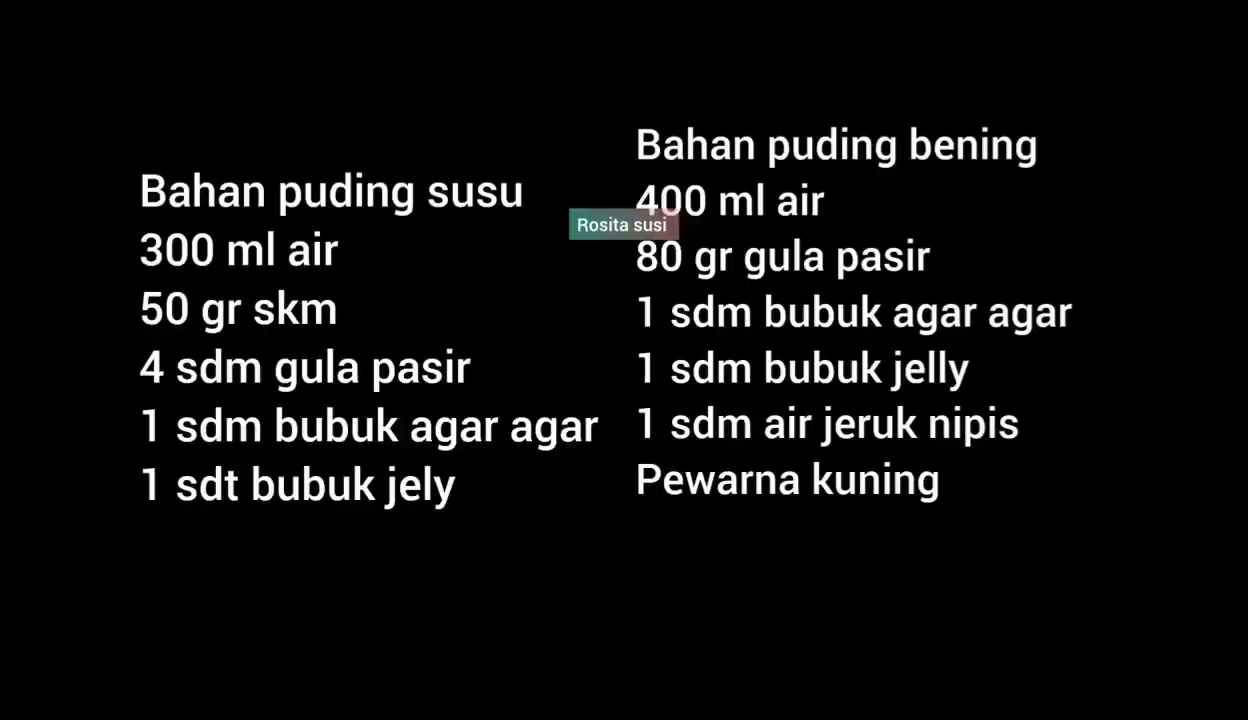 Bahan puding susu
300 ml air
50 gr skm
4 sdm gula pasir
1 sdm bubuk agar agar
1 sdt bubuk jely
Rosita susi
Bahan puding bening
400 ml air
80 gr gula pasir
1 sdm bubuk agar agar
1 sdm bubuk jelly
1 sdm air jeruk nipis
Pewarna kuning